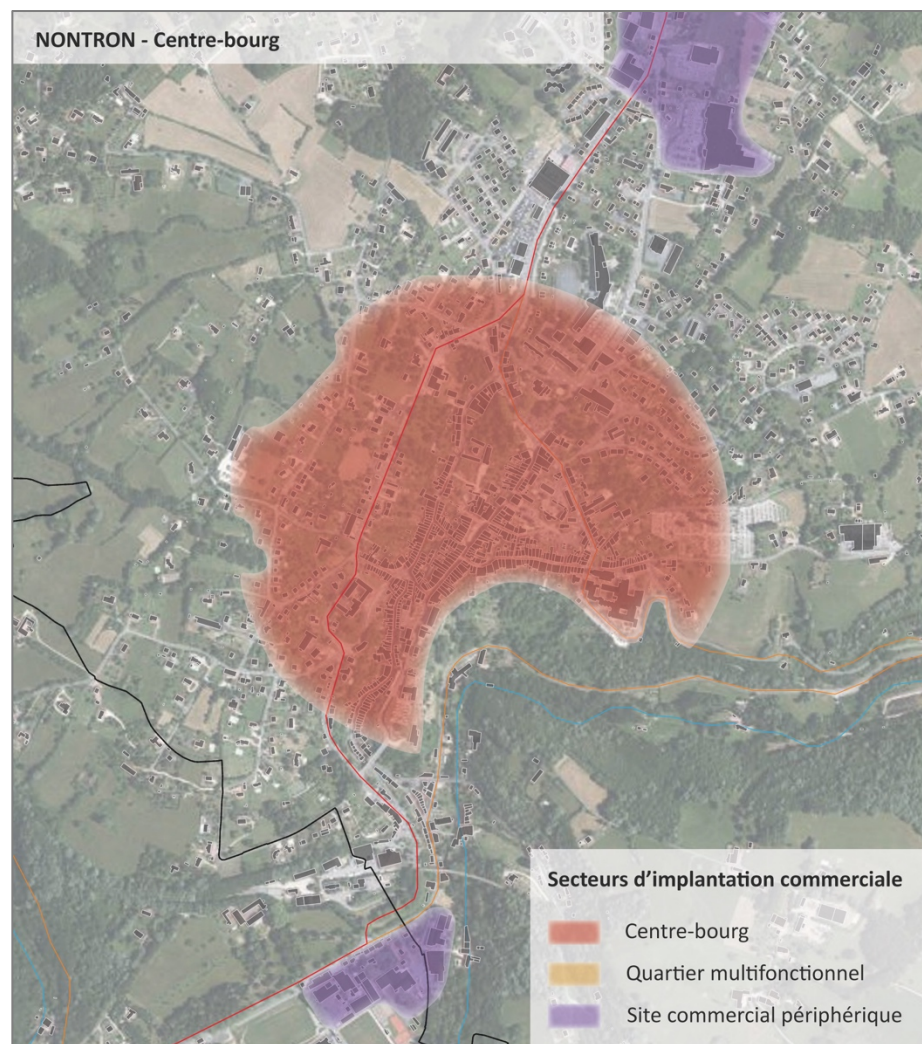 NONTRON - Centre-bourg
Secteurs d’implantation commerciale
Centre-bourg
Quartier multifonctionnel
Site commercial périphérique